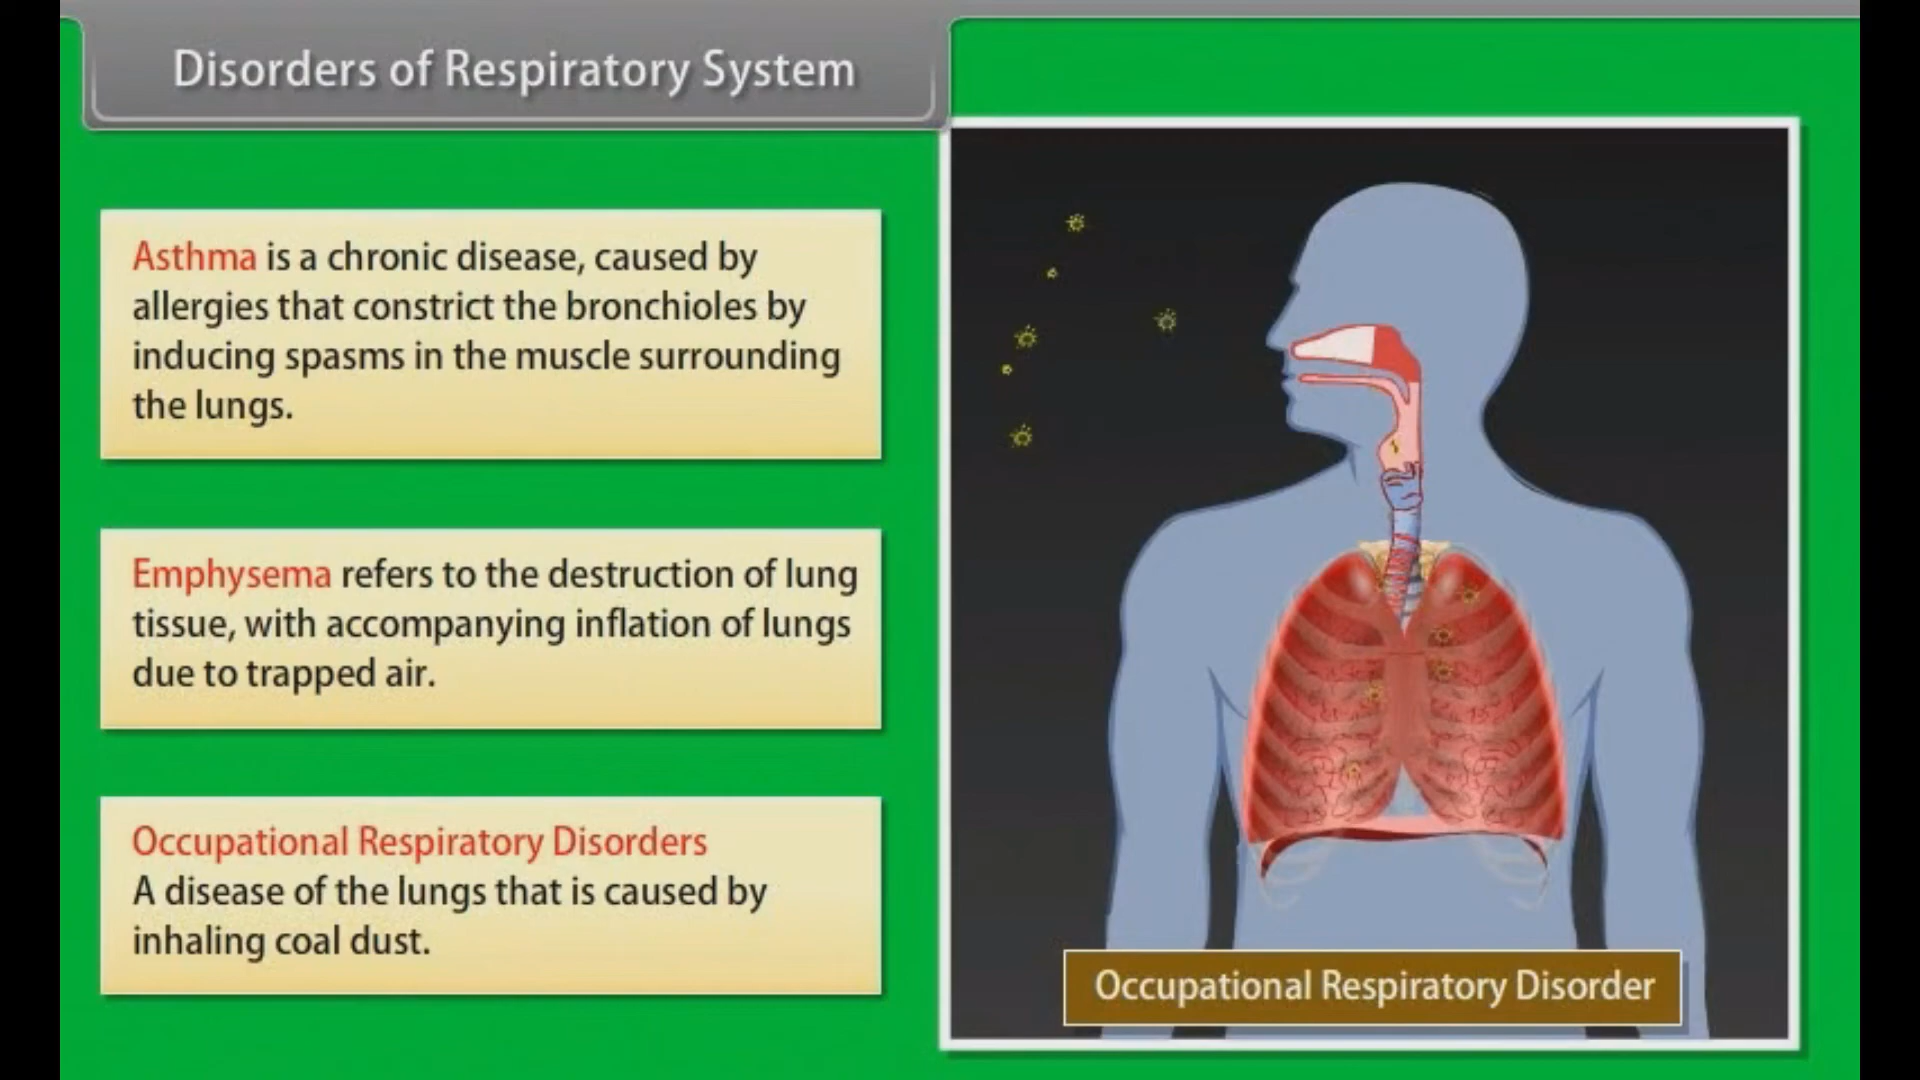 Disorders of Respiratory System
Asthma is a chronic disease, caused by
allergies that constrict the bronchioles by
inducing spasms in the muscle surrounding
the lungs.
Emphysema refers to the destruction of lung
tissue, with accompanying inflation of lungs
due to trapped air.
Occupational Respiratory Disorders
A disease of the lungs that is caused by
inhaling coal dust.
Occupational Respiratory Disorder